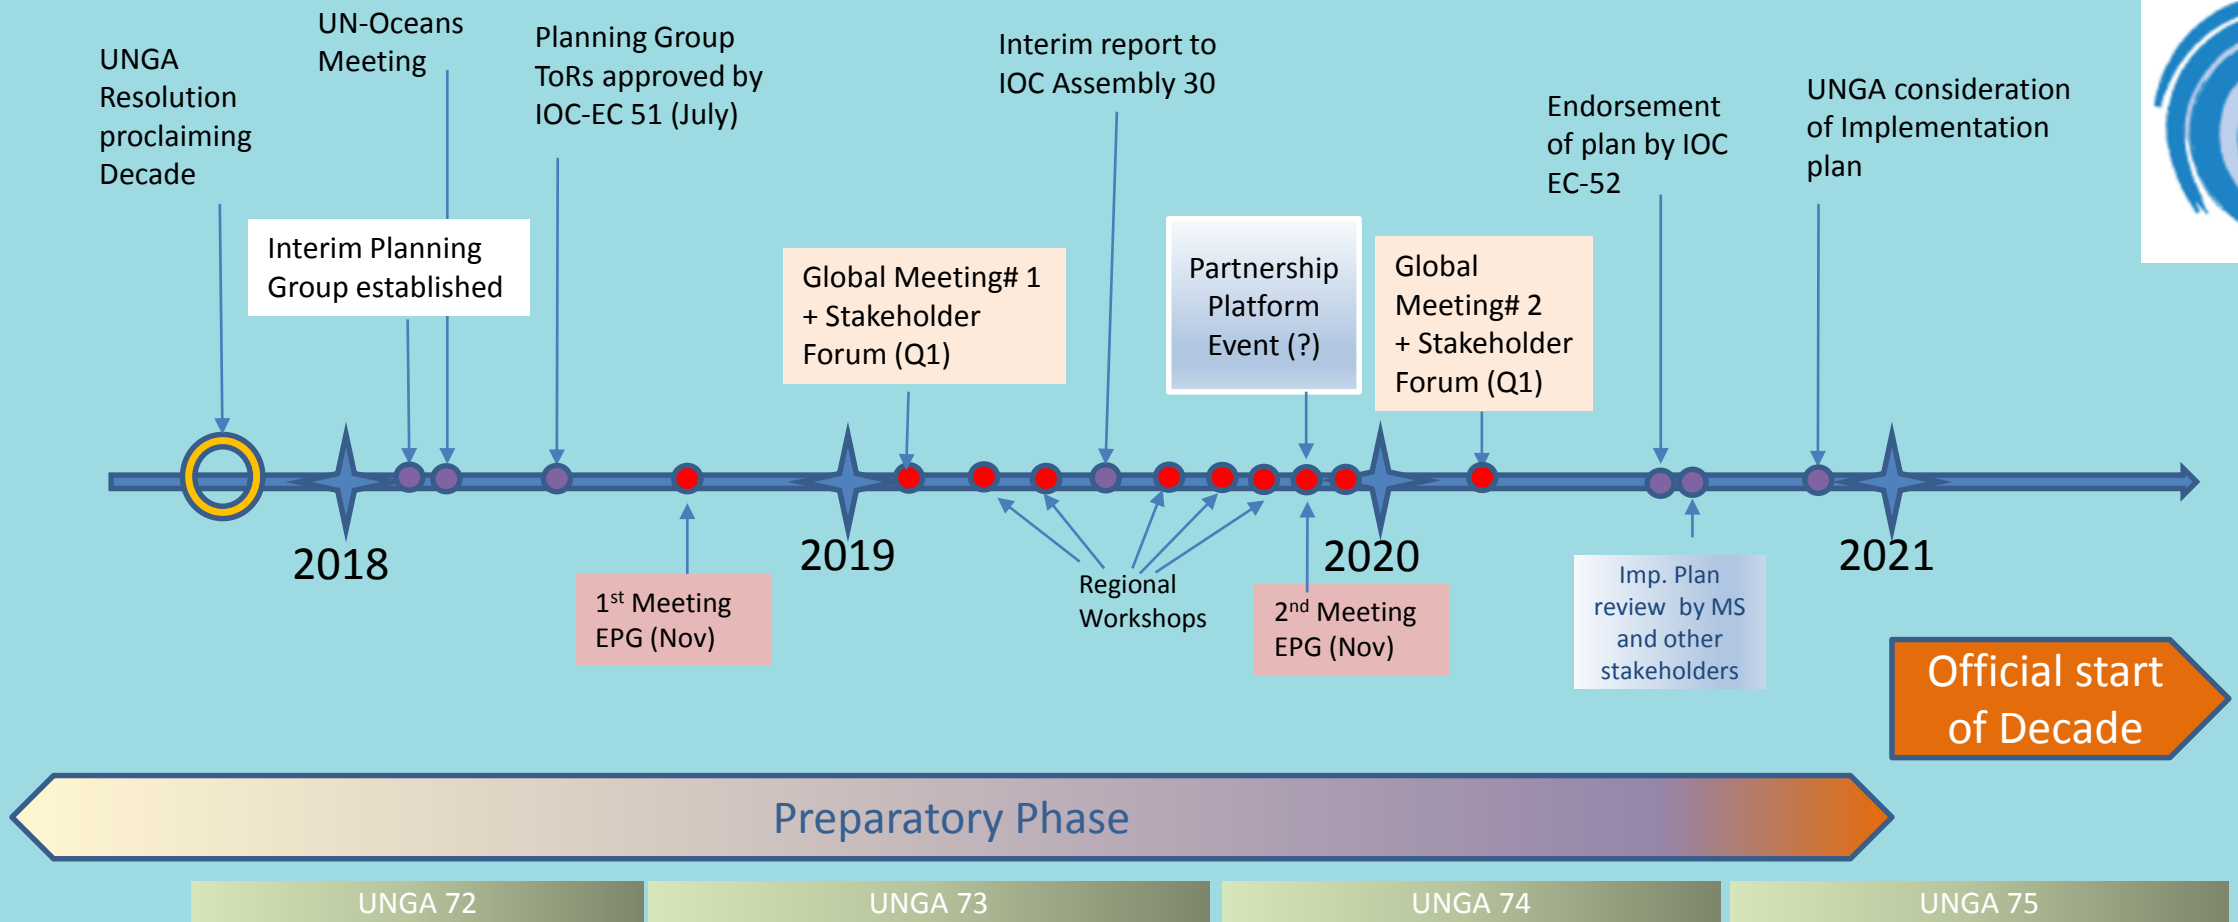 UNGA
Resolution
proclaiming
Decade
UN-Oceans
Meeting
Planning Group
ToRs approved by
IOC-EC 51 (July)
Interim report to
IOC Assembly 30
Endorsement
of plan by IOC
EC-52
UNGA consideration
of Implementation
plan
Interim Planning
Group established
Global Meeting# 1
+ Stakeholder
Forum (Q1)
Partnership
Platform
Event (?)
Global
Meeting# 2
+ Stakeholder
Forum (Q1)
2018
2019
2020
2021
1st Meeting
EPG (Nov)
Regional
Workshops
2nd Meeting
EPG (Nov)
Imp. Plan
review by MS
and other
stakeholders
Official start
of Decade
Preparatory Phase
UNGA 72
UNGA 73
UNGA 74
UNGA 75